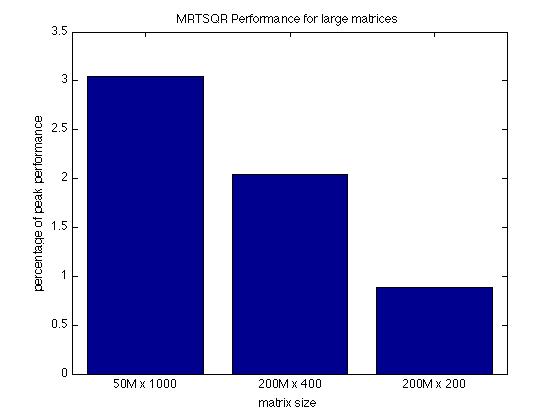 MRTSQR Performance for large matrices
3.5
3
2.5
2
1.5
1
0.5
0
percentage of peak performance
50M x 1000
200M x 400
200M x 200
matrix size